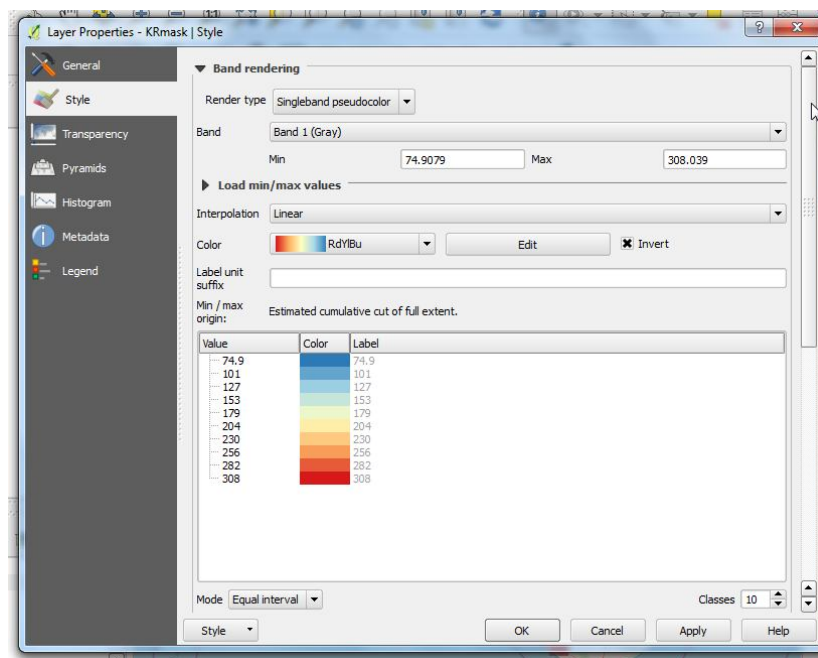 Layer Properties - KRmask | Style
General
Style
Transparency
Pyramids
Histogram
Metadata
Legend
Band rendering
Render type Singleband pseudocolor
Band Band 1 (Gray)
Min 74.9079 Max 308.039
Load min/max values
Interpolation Linear
Color RdYlBu Edit Invert
Label unit
suffix
Min / max
origin: Estimated cumulative cut of full extent.
Value Color Label
74.9 74.9
101 101
127 127
153 153
179 179
204 204
230 230
256 256
282 282
308 308
Mode Equal interval Classes 10
Style OK Cancel Apply Help